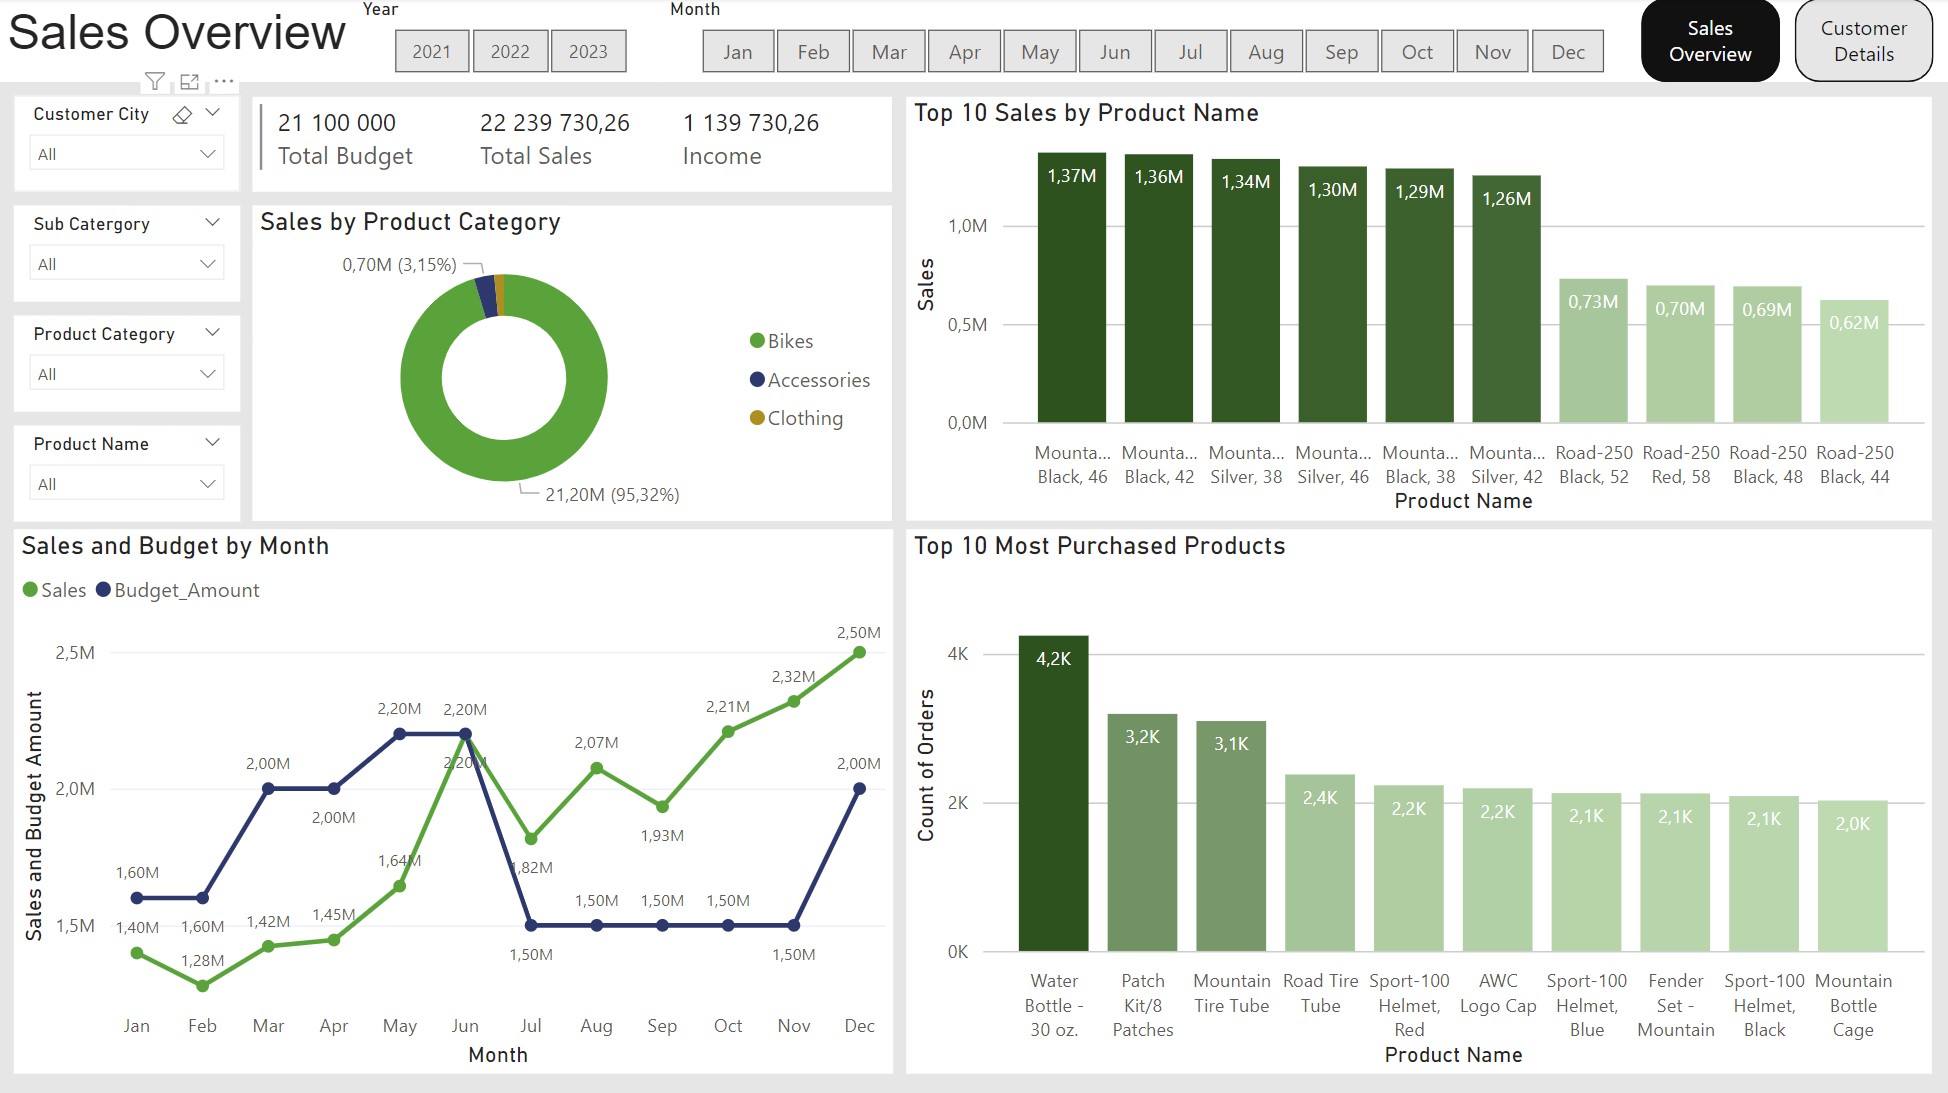 Sales Overview
Year
2021 2022 2023
Month
Jan Feb Mar Apr May Jun Jul Aug Sep Oct Nov Dec
Sales
Overview
Customer
Details
Customer City
All
Sub Catergory
All
Product Category
All
Product Name
All
21 100 000
Total Budget
22 239 730,26
Total Sales
1 139 730,26
Income
Sales by Product Category
0,70M (3,15%)
21,20M (95,32%)
Bikes
Accessories
Clothing
Top 10 Sales by Product Name
Sales
1,0M
0,5M
0,0M
1,37M 1,36M 1,34M 1,30M 1,29M 1,26M 0,73M 0,70M 0,69M 0,62M
Mounta... Mounta... Mounta... Mounta... Mounta... Mounta... Road-250 Road-250 Road-250 Road-250
Black, 46 Black, 42 Silver, 38 Silver, 46 Black, 38 Silver, 42 Black, 52 Red, 58 Black, 48 Black, 44
Product Name
Sales and Budget by Month
Sales Budget_Amount
Sales and Budget Amount
2,5M
2,0M
1,5M
2,50M
2,32M
2,20M 2,20M 2,21M
2,07M
2,00M 2,20M 2,00M
2,00M 1,93M
1,64M 1,82M
1,60M
1,50M 1,50M 1,50M
1,40M 1,60M 1,42M 1,45M
1,28M 1,50M 1,50M
Jan Feb Mar Apr May Jun Jul Aug Sep Oct Nov Dec
Month
Top 10 Most Purchased Products
Count of Orders
4K
2K
0K
4,2K 3,2K 3,1K 2,4K 2,2K 2,2K 2,1K 2,1K 2,1K 2,0K
Water Patch Mountain Road Tire Sport-100 AWC Sport-100 Fender Sport-100 Mountain
Bottle - Kit/8 Tire Tube Tube Helmet, Logo Cap Helmet, Set - Helmet, Bottle
30 oz. Patches Red Blue Mountain Black Cage
Product Name